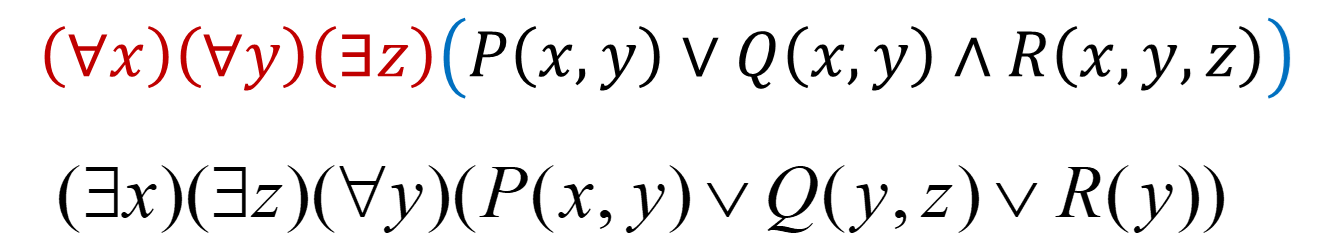 (∀x)(∀y)(∃z)(P(x, y) ∨ Q(x, y) ∧ R(x, y, z))
(∃x)(∃z)(∀y)(P(x, y) ∨ Q(y, z) ∨ R(y))